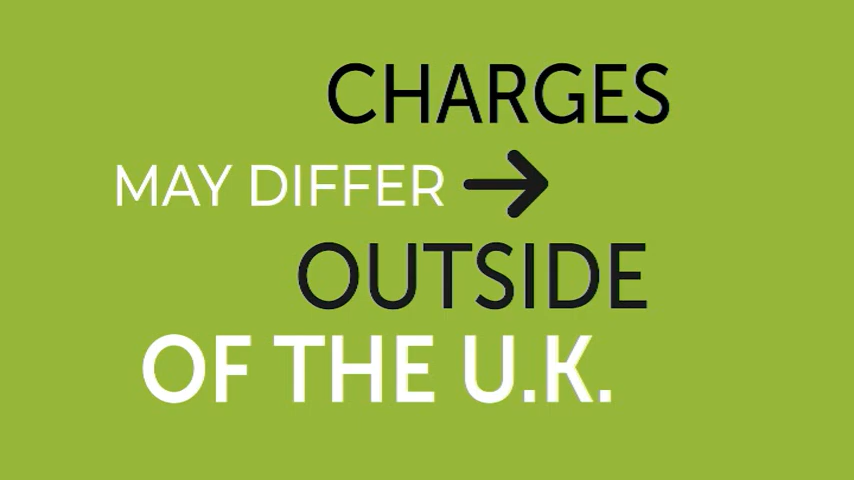 CHARGES
MAY DIFFER →
OUTSIDE
OF THE U.K.